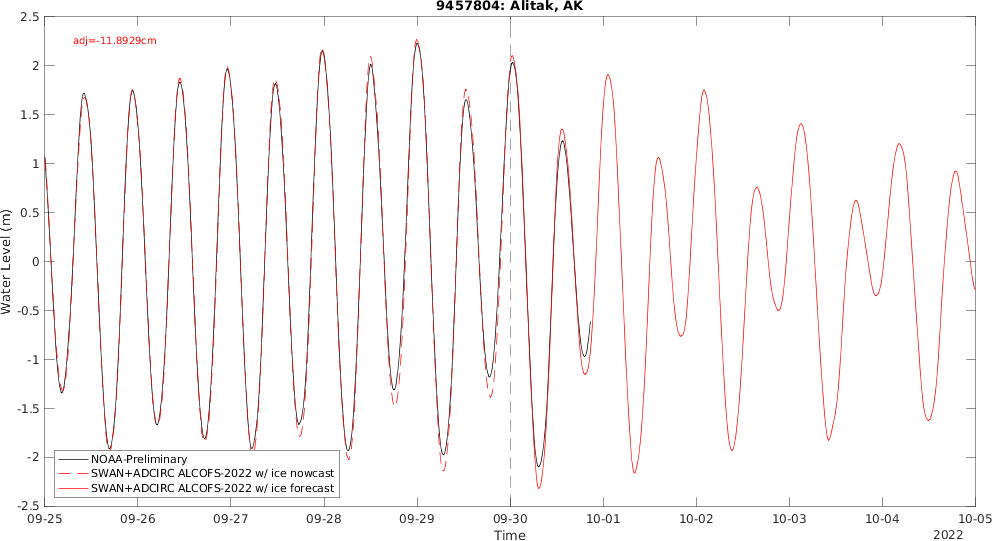 9457804: Alitak, AK
adj=-11.8929cm
2.5
2
1.5
1
0.5
0
-0.5
-1
-1.5
-2
-2.5
Water Level (m)
NOAA-Preliminary
SWAN+ADCIRC ALCOFS-2022 w/ ice nowcast
SWAN+ADCIRC ALCOFS-2022 w/ ice forecast
09-25 09-26 09-27 09-28 09-29 09-30 10-01 10-02 10-03 10-04 10-05
Time
2022